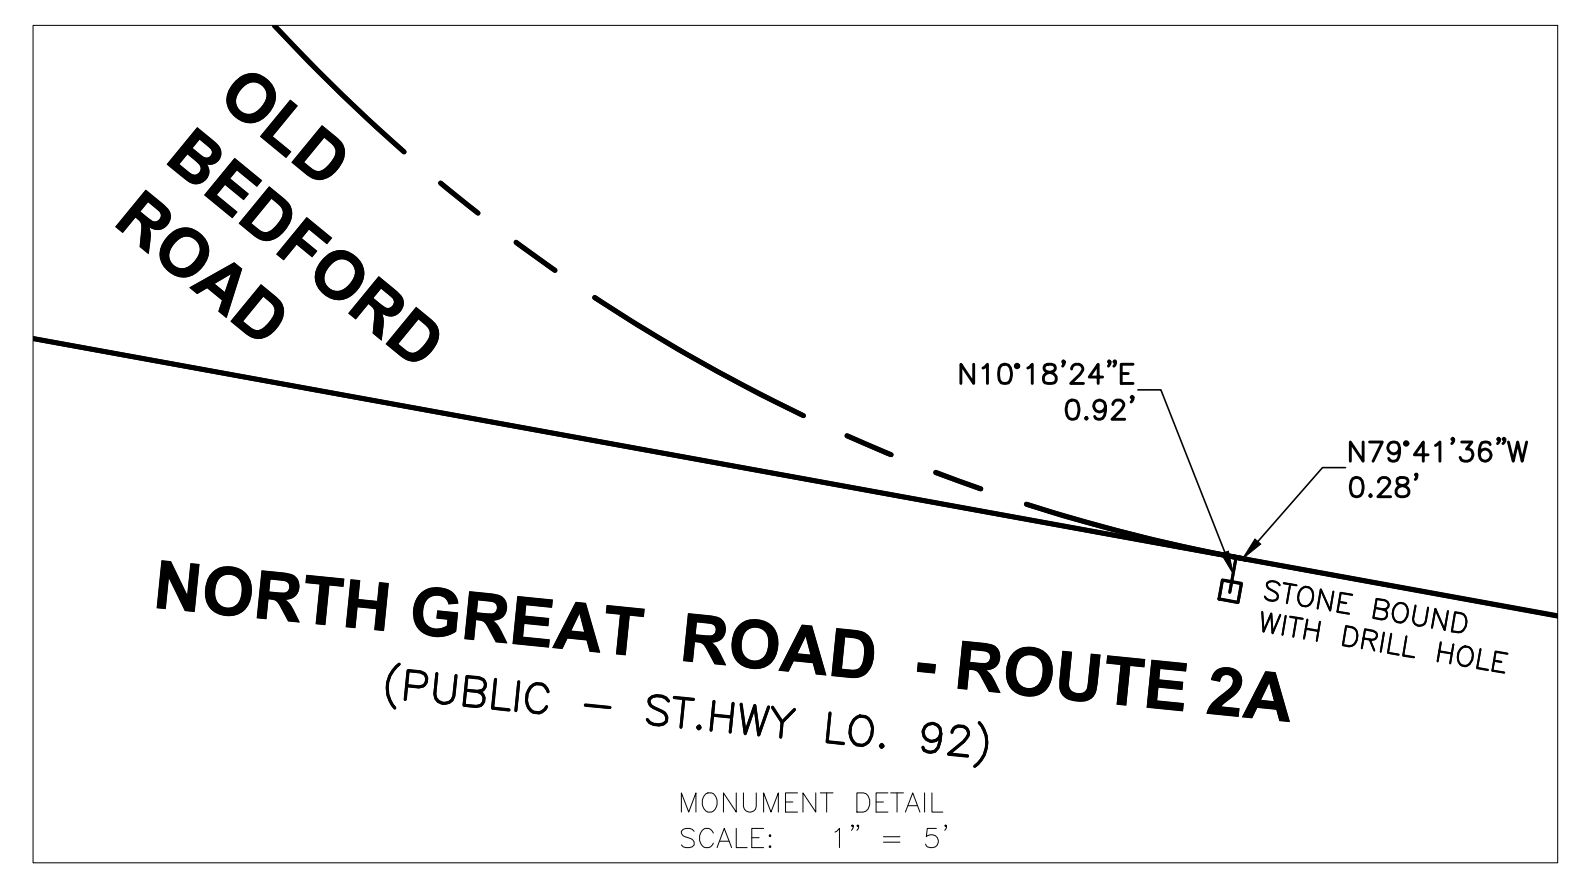 OLD
BEDFORD
ROAD
N10°18'24"E
0.92'
N79°41'36"W
0.28'
STONE BOUND
WITH DRILL HOLE
NORTH GREAT ROAD - ROUTE 2A
(PUBLIC – ST.HWY LO. 92)
MONUMENT DETAIL
SCALE: 1" = 5'